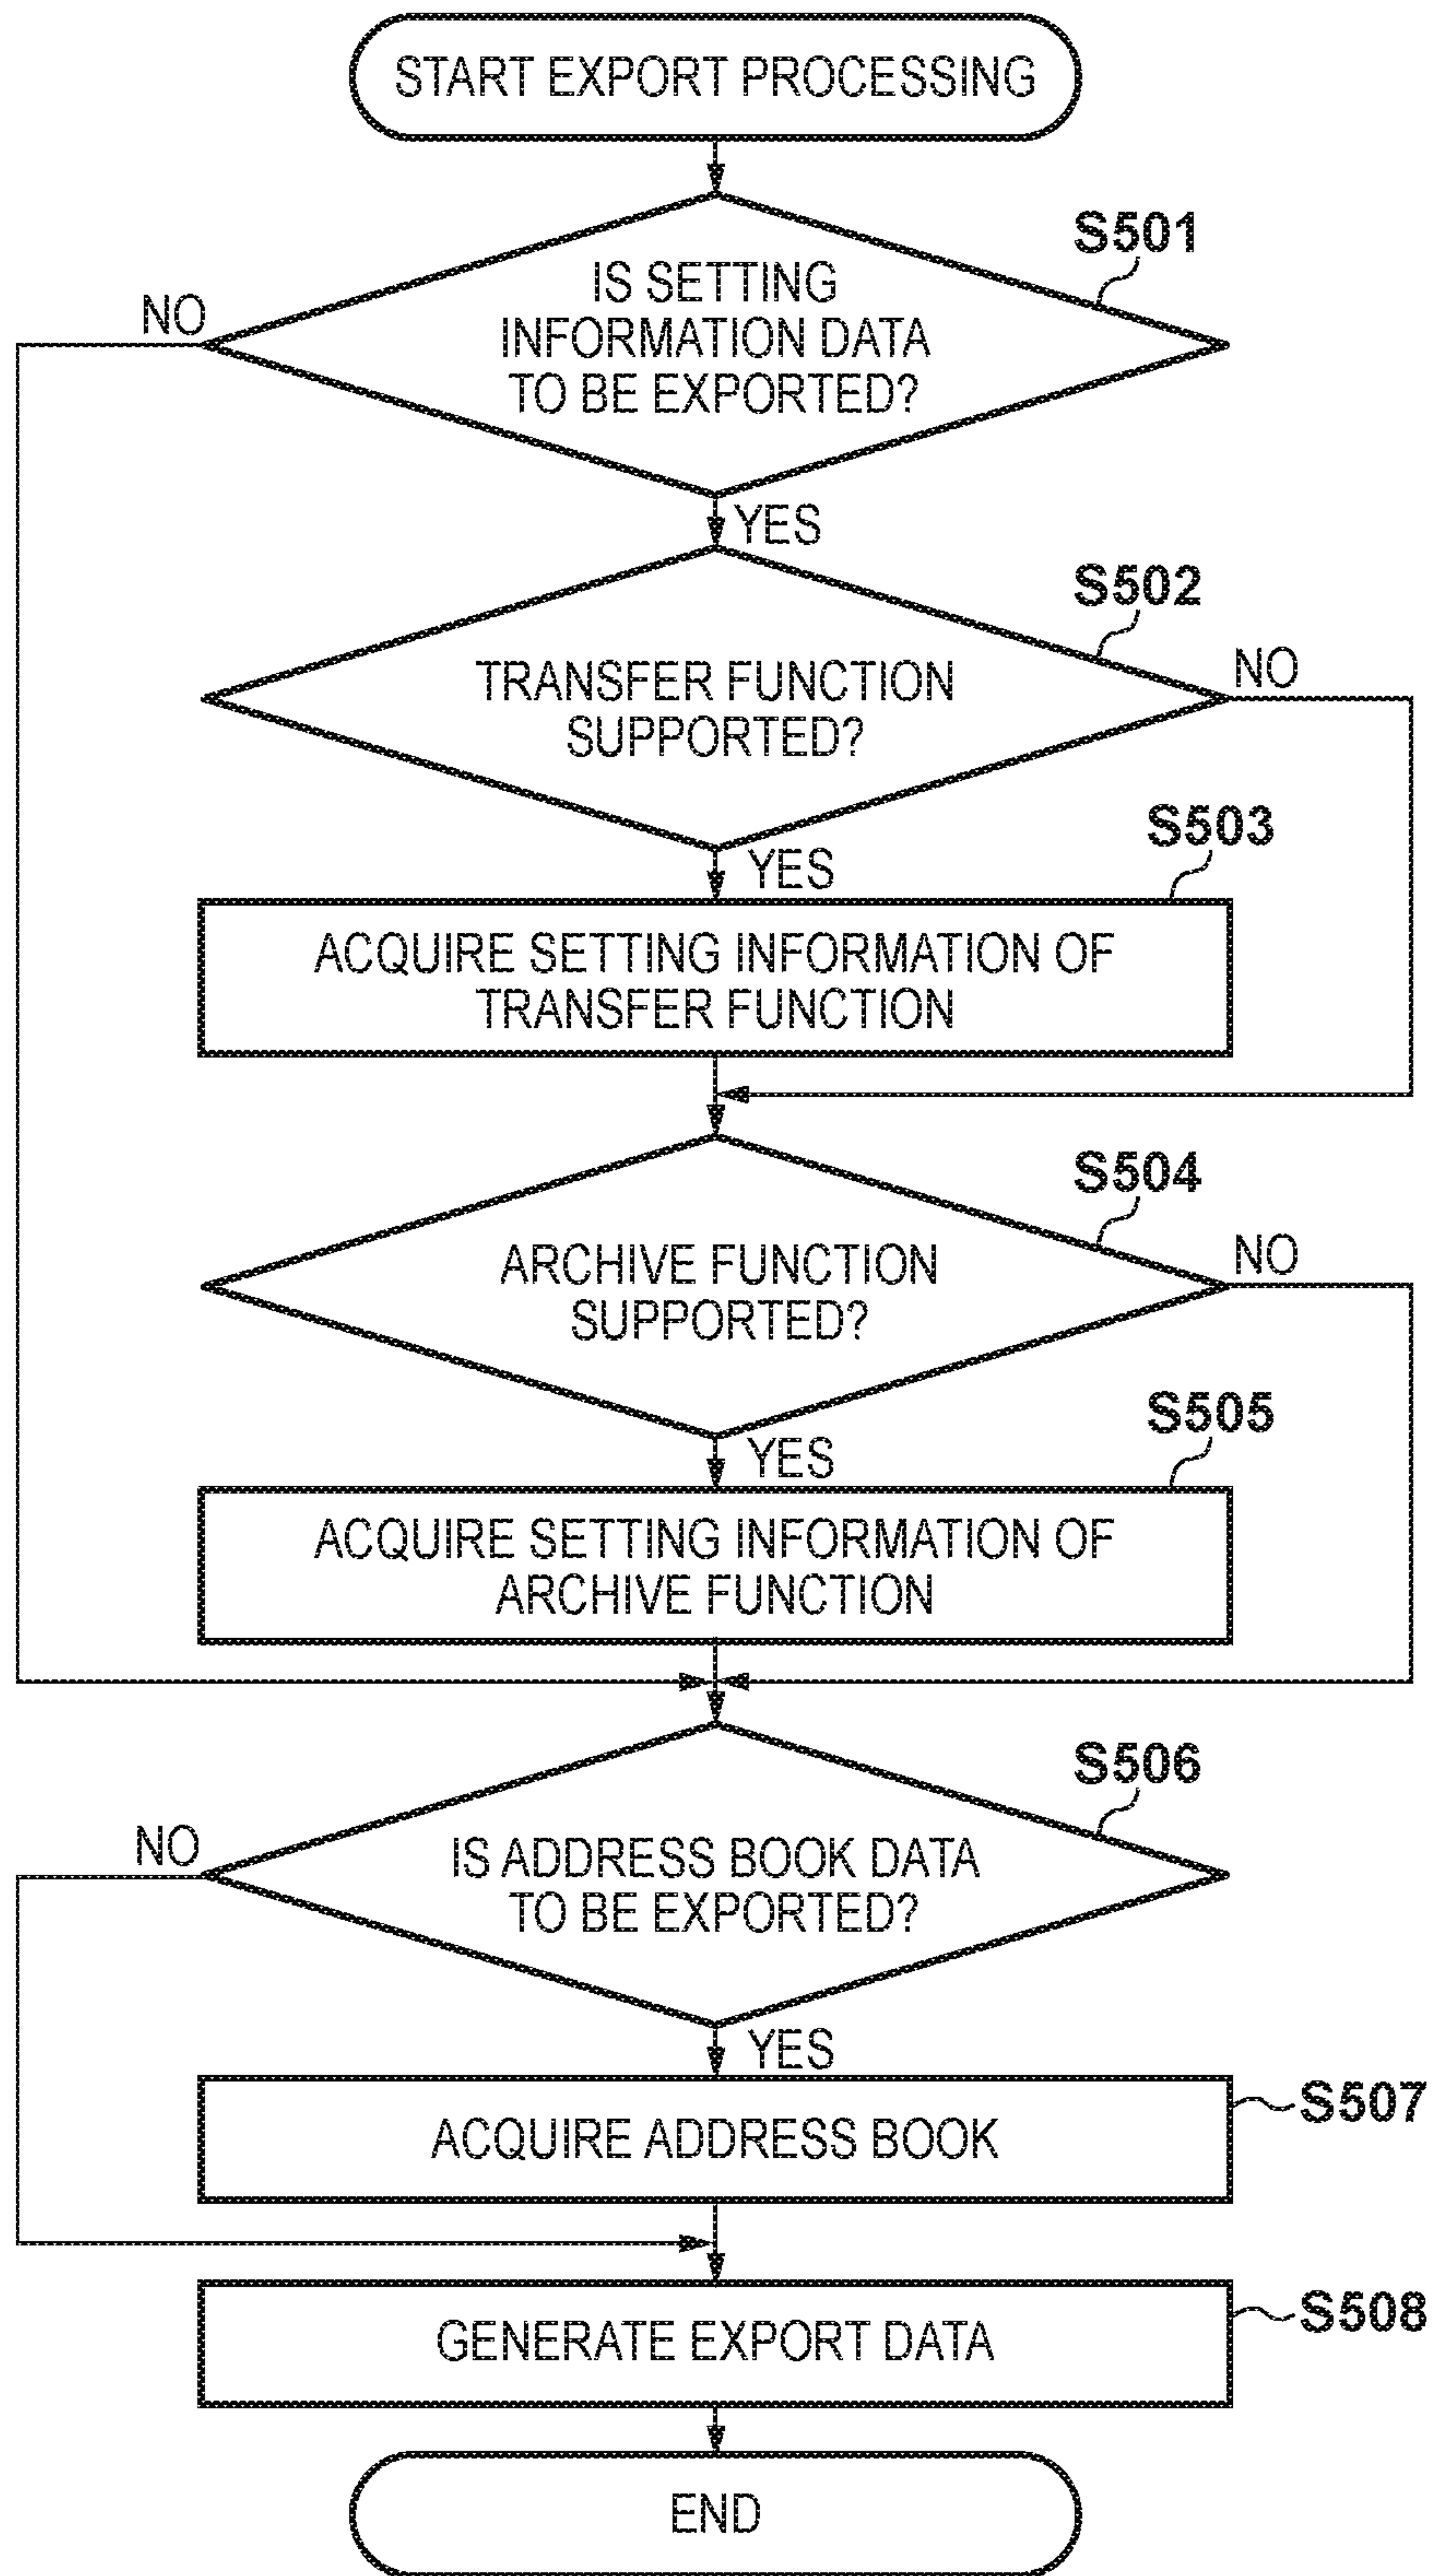 START EXPORT PROCESSING
S501
IS SETTING
NO
INFORMATION DATA
TO BE EXPORTED?
YES
S502
TRANSFER FUNCTION
NO
SUPPORTED?
S503
YES
ACQUIRE SETTING INFORMATION OF
TRANSFER FUNCTION
S504
ARCHIVE FUNCTION
NO
SUPPORTED?
S505
YES
ACQUIRE SETTING INFORMATION OF
ARCHIVE FUNCTION
S506
NO
IS ADDRESS BOOK DATA
TO BE EXPORTED?
YES
ACQUIRE ADDRESS BOOK
S507
GENERATE EXPORT DATA
S508
END